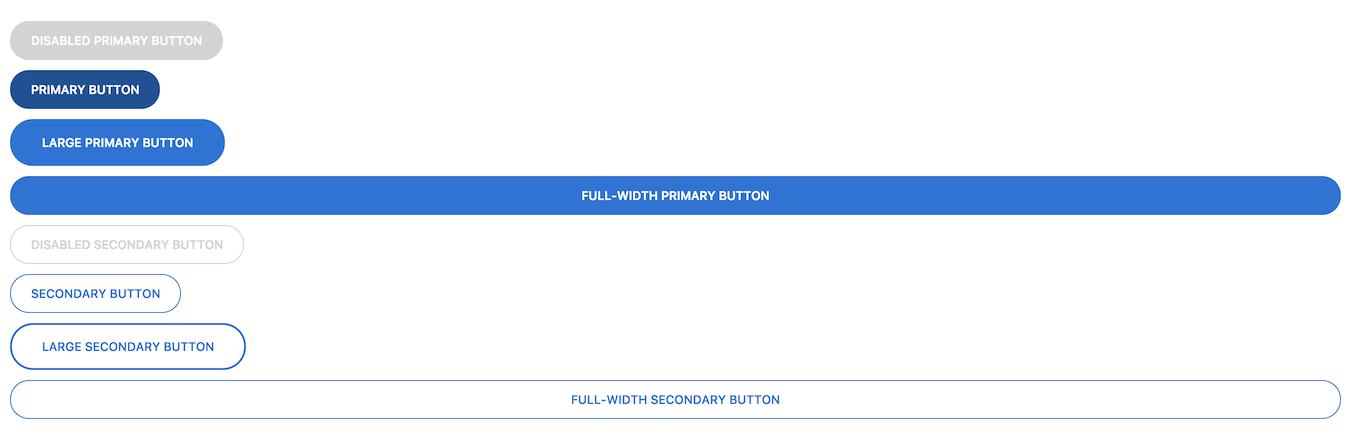 DISABLED PRIMARY BUTTON
PRIMARY BUTTON
LARGE PRIMARY BUTTON
FULL-WIDTH PRIMARY BUTTON
DISABLED SECONDARY BUTTON
SECONDARY BUTTON
LARGE SECONDARY BUTTON
FULL-WIDTH SECONDARY BUTTON